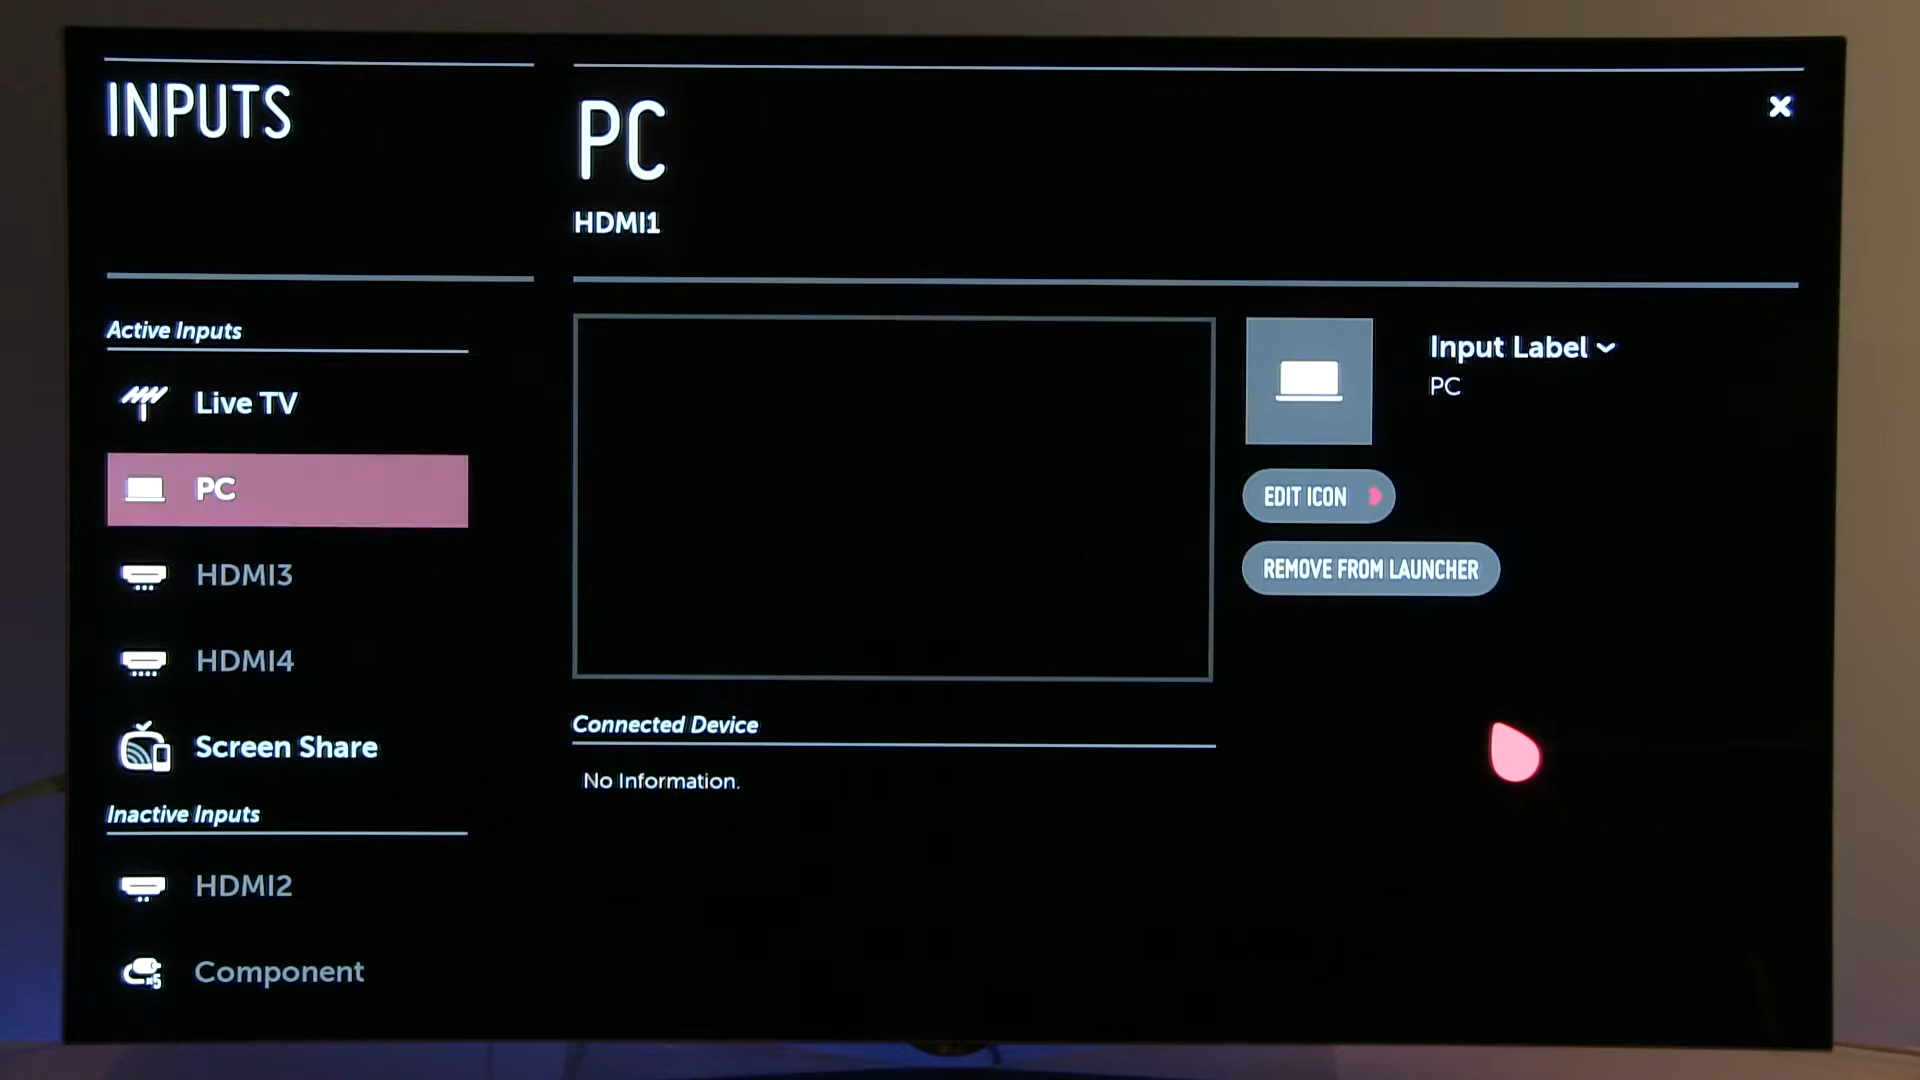 INPUTS
PC
HDMI1
Active Inputs
Live TV
PC
HDMI3
HDMI4
Screen Share
Inactive Inputs
HDMI2
Component
Input Label
PC
EDIT ICON
REMOVE FROM LAUNCHER
Connected Device
No Information.